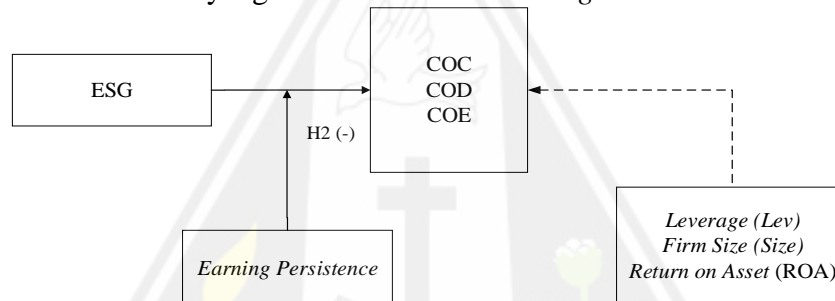 ESG
COC
COD
COE
H2 (-)
Earning Persistence
Leverage (Lev)
Firm Size (Size)
Return on Asset (ROA)